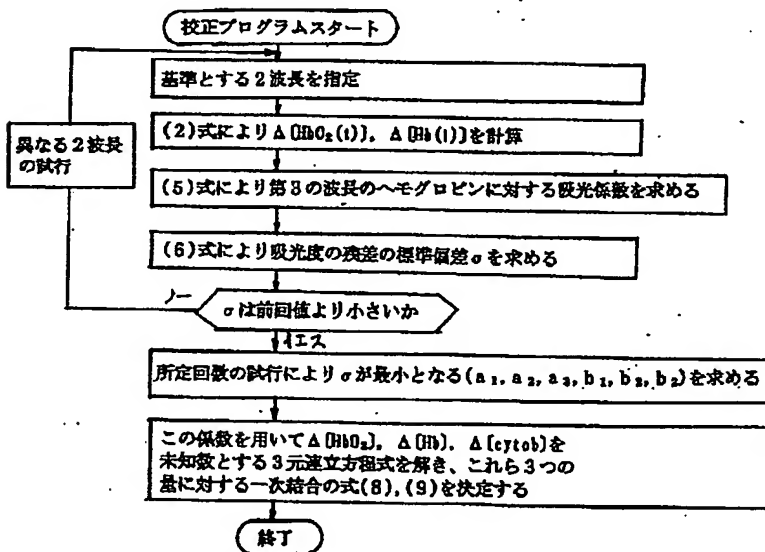 校正プログラムスタート
基準とする2波長を指定
異なる2波長
の試行
(2)式によりΔ[HbO₂(t)], Δ[Hb(t)]を計算
(5)式により第3の波長のヘモグロビンに対する吸光係数を求める
(6)式により吸光度の残差の標準偏差σを求める
ノー
σは前回値より小さいか
イエス
所定回数の試行によりσが最小となる(a₁, a₂, a₃, b₁, b₂, b₂)を求める
この係数を用いてΔ[HbO₂], Δ[Hb], Δ[cytob]を
未知数とする3元連立方程式を解き、これら3つの
量に対する一次結合の式(8), (9)を決定する
終了